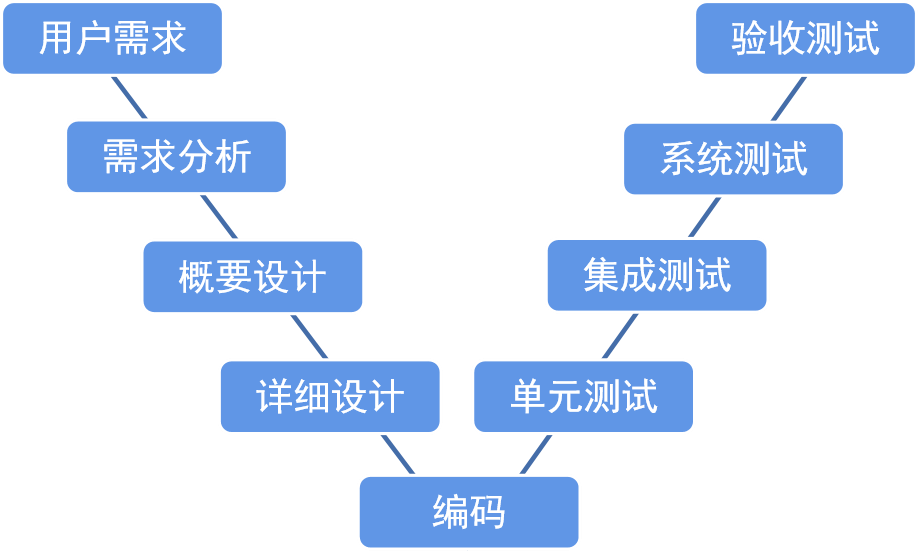 用户需求
验收测试
需求分析
系统测试
概要设计
集成测试
详细设计
单元测试
编码